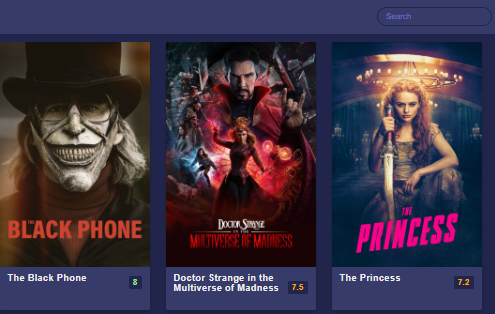 Search
THE
BLACK PHONE
DOCTOR STRANGE
IN THE
MULTIVERSE OF MADNESS
THE
PRINCESS
The Black Phone
8
Doctor Strange in the
Multiverse of Madness
7.5
The Princess
7.2